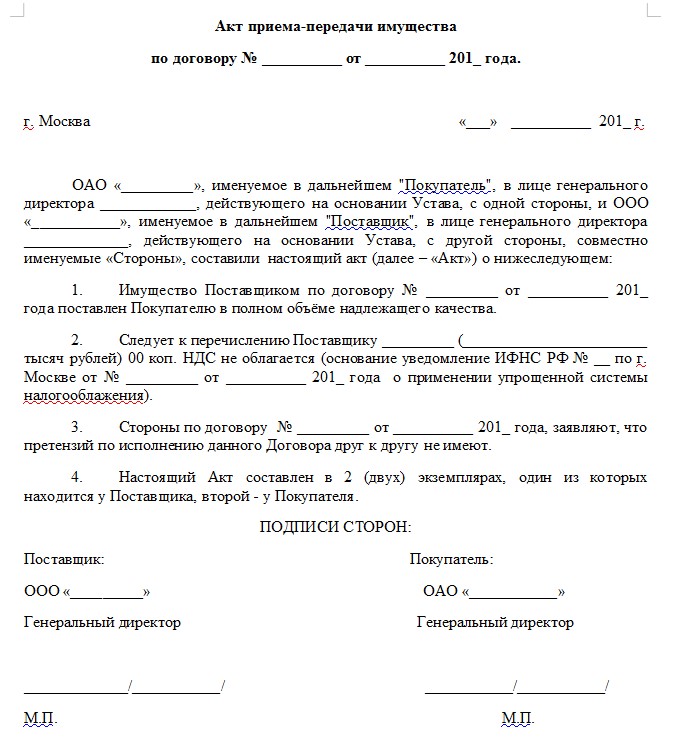 Акт приема-передачи имущества
по договору № __________ от __________ 201_ года.
г. Москва «___» __________ 201_ г.
ОАО «_________», именуемое в дальнейшем "Покупатель", в лице генерального
директора ____________, действующего на основании Устава, с одной стороны, и ООО
«___________», именуемое в дальнейшем "Поставщик", в лице генерального директора
_____________, действующего на основании Устава, с другой стороны, совместно
именуемые «Стороны», составили настоящий акт (далее – «Акт») о нижеследующем:
1. Имущество Поставщиком по договору № _________ от __________ 201_
года поставлен Покупателю в полном объёме надлежащего качества.
2. Следует к перечислению Поставщику _________ (_______________________
тысяч рублей) 00 коп. НДС не облагается (основание уведомление ИФНС РФ № __ по г.
Москве от № _________ от __________ 201_ года о применении упрощенной системы
налогооблажения).
3. Стороны по договору № _________ от __________ 201_ года, заявляют, что
претензий по исполнению данного Договора друг к другу не имеют.
4. Настоящий Акт составлен в 2 (двух) экземплярах, один из которых
находится у Поставщика, второй - у Покупателя.
ПОДПИСИ СТОРОН:
Поставщик: Покупатель:
ООО «_________» ОАО «___________»
Генеральный директор Генеральный директор
_____________/___________/ ___________/___________/
М.П. М.П.